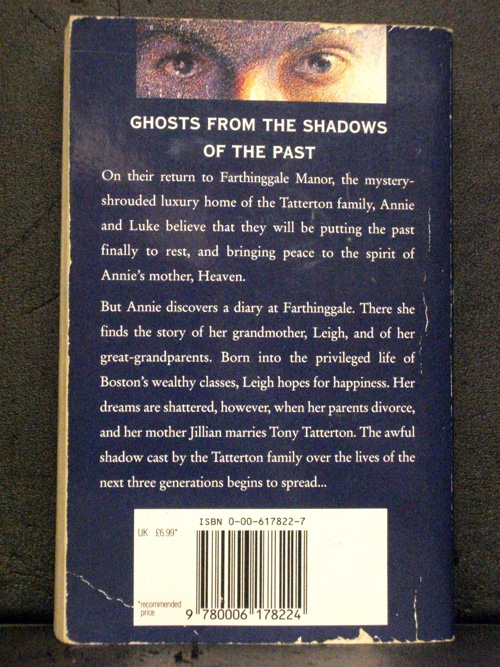 GHOSTS FROM THE SHADOWS
OF THE PAST
On their return to Farthinggale Manor, the mystery-
shrouded luxury home of the Tatterton family, Annie
and Luke believe that they will be putting the past
finally to rest, and bringing peace to the spirit of
Annie's mother, Heaven.
But Annie discovers a diary at Farthinggale. There she
finds the story of her grandmother, Leigh, and of her
great-grandparents. Born into the privileged life of
Boston's wealthy classes, Leigh hopes for happiness. Her
dreams are shattered, however, when her parents divorce,
and her mother Jillian marries Tony Tatterton. The awful
shadow cast by the Tatterton family over the lives of the
next three generations begins to spread...
ISBN 0-00-617822-7
UK £6.99*
*recommended
price
9 780006 178224